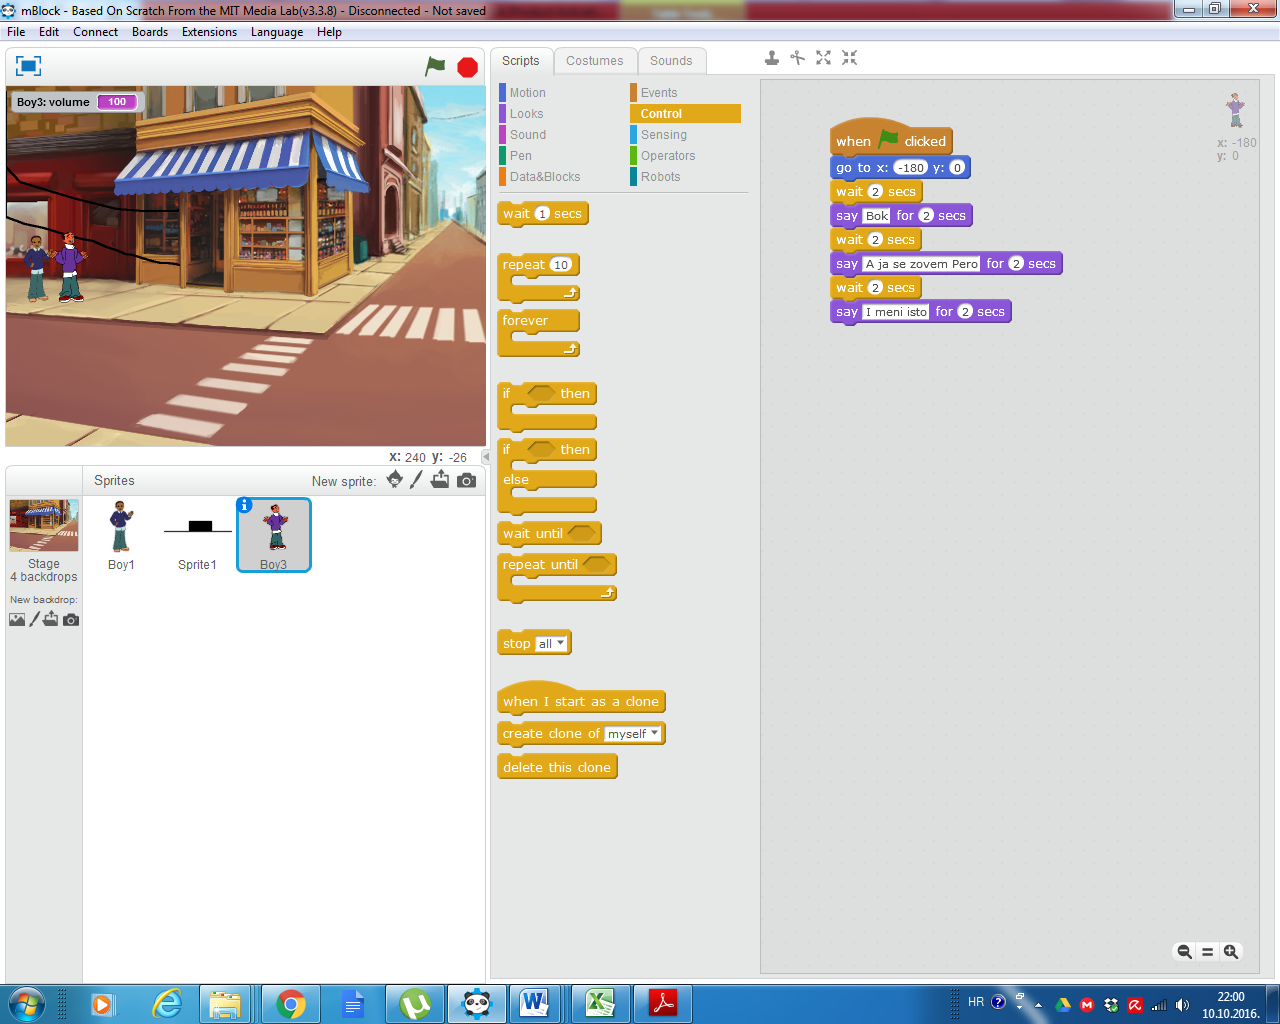 mBlock - Based On Scratch From the MIT Media Lab(v3.3.8) - Disconnected - Not saved
File Edit Connect Boards Extensions Language Help
Boy3: volume 100
x: 240 y: -26
Sprites New sprite:
Stage
4 backdrops
New backdrop:
Boy1
Sprite1
Boy3
Scripts Costumes Sounds
Motion Events
Looks Control
Sound Sensing
Pen Operators
Data&Blocks Robots
wait 1 secs
repeat 10
forever
if then
if then
else
wait until
repeat until
stop all
when I start as a clone
create clone of myself
delete this clone
when clicked
go to x: -180 y: 0
wait 2 secs
say Bok for 2 secs
wait 2 secs
say A ja se zovem Pero for 2 secs
wait 2 secs
say I meni isto for 2 secs
x: -180
y: 0
HR
22:00
10.10.2016.